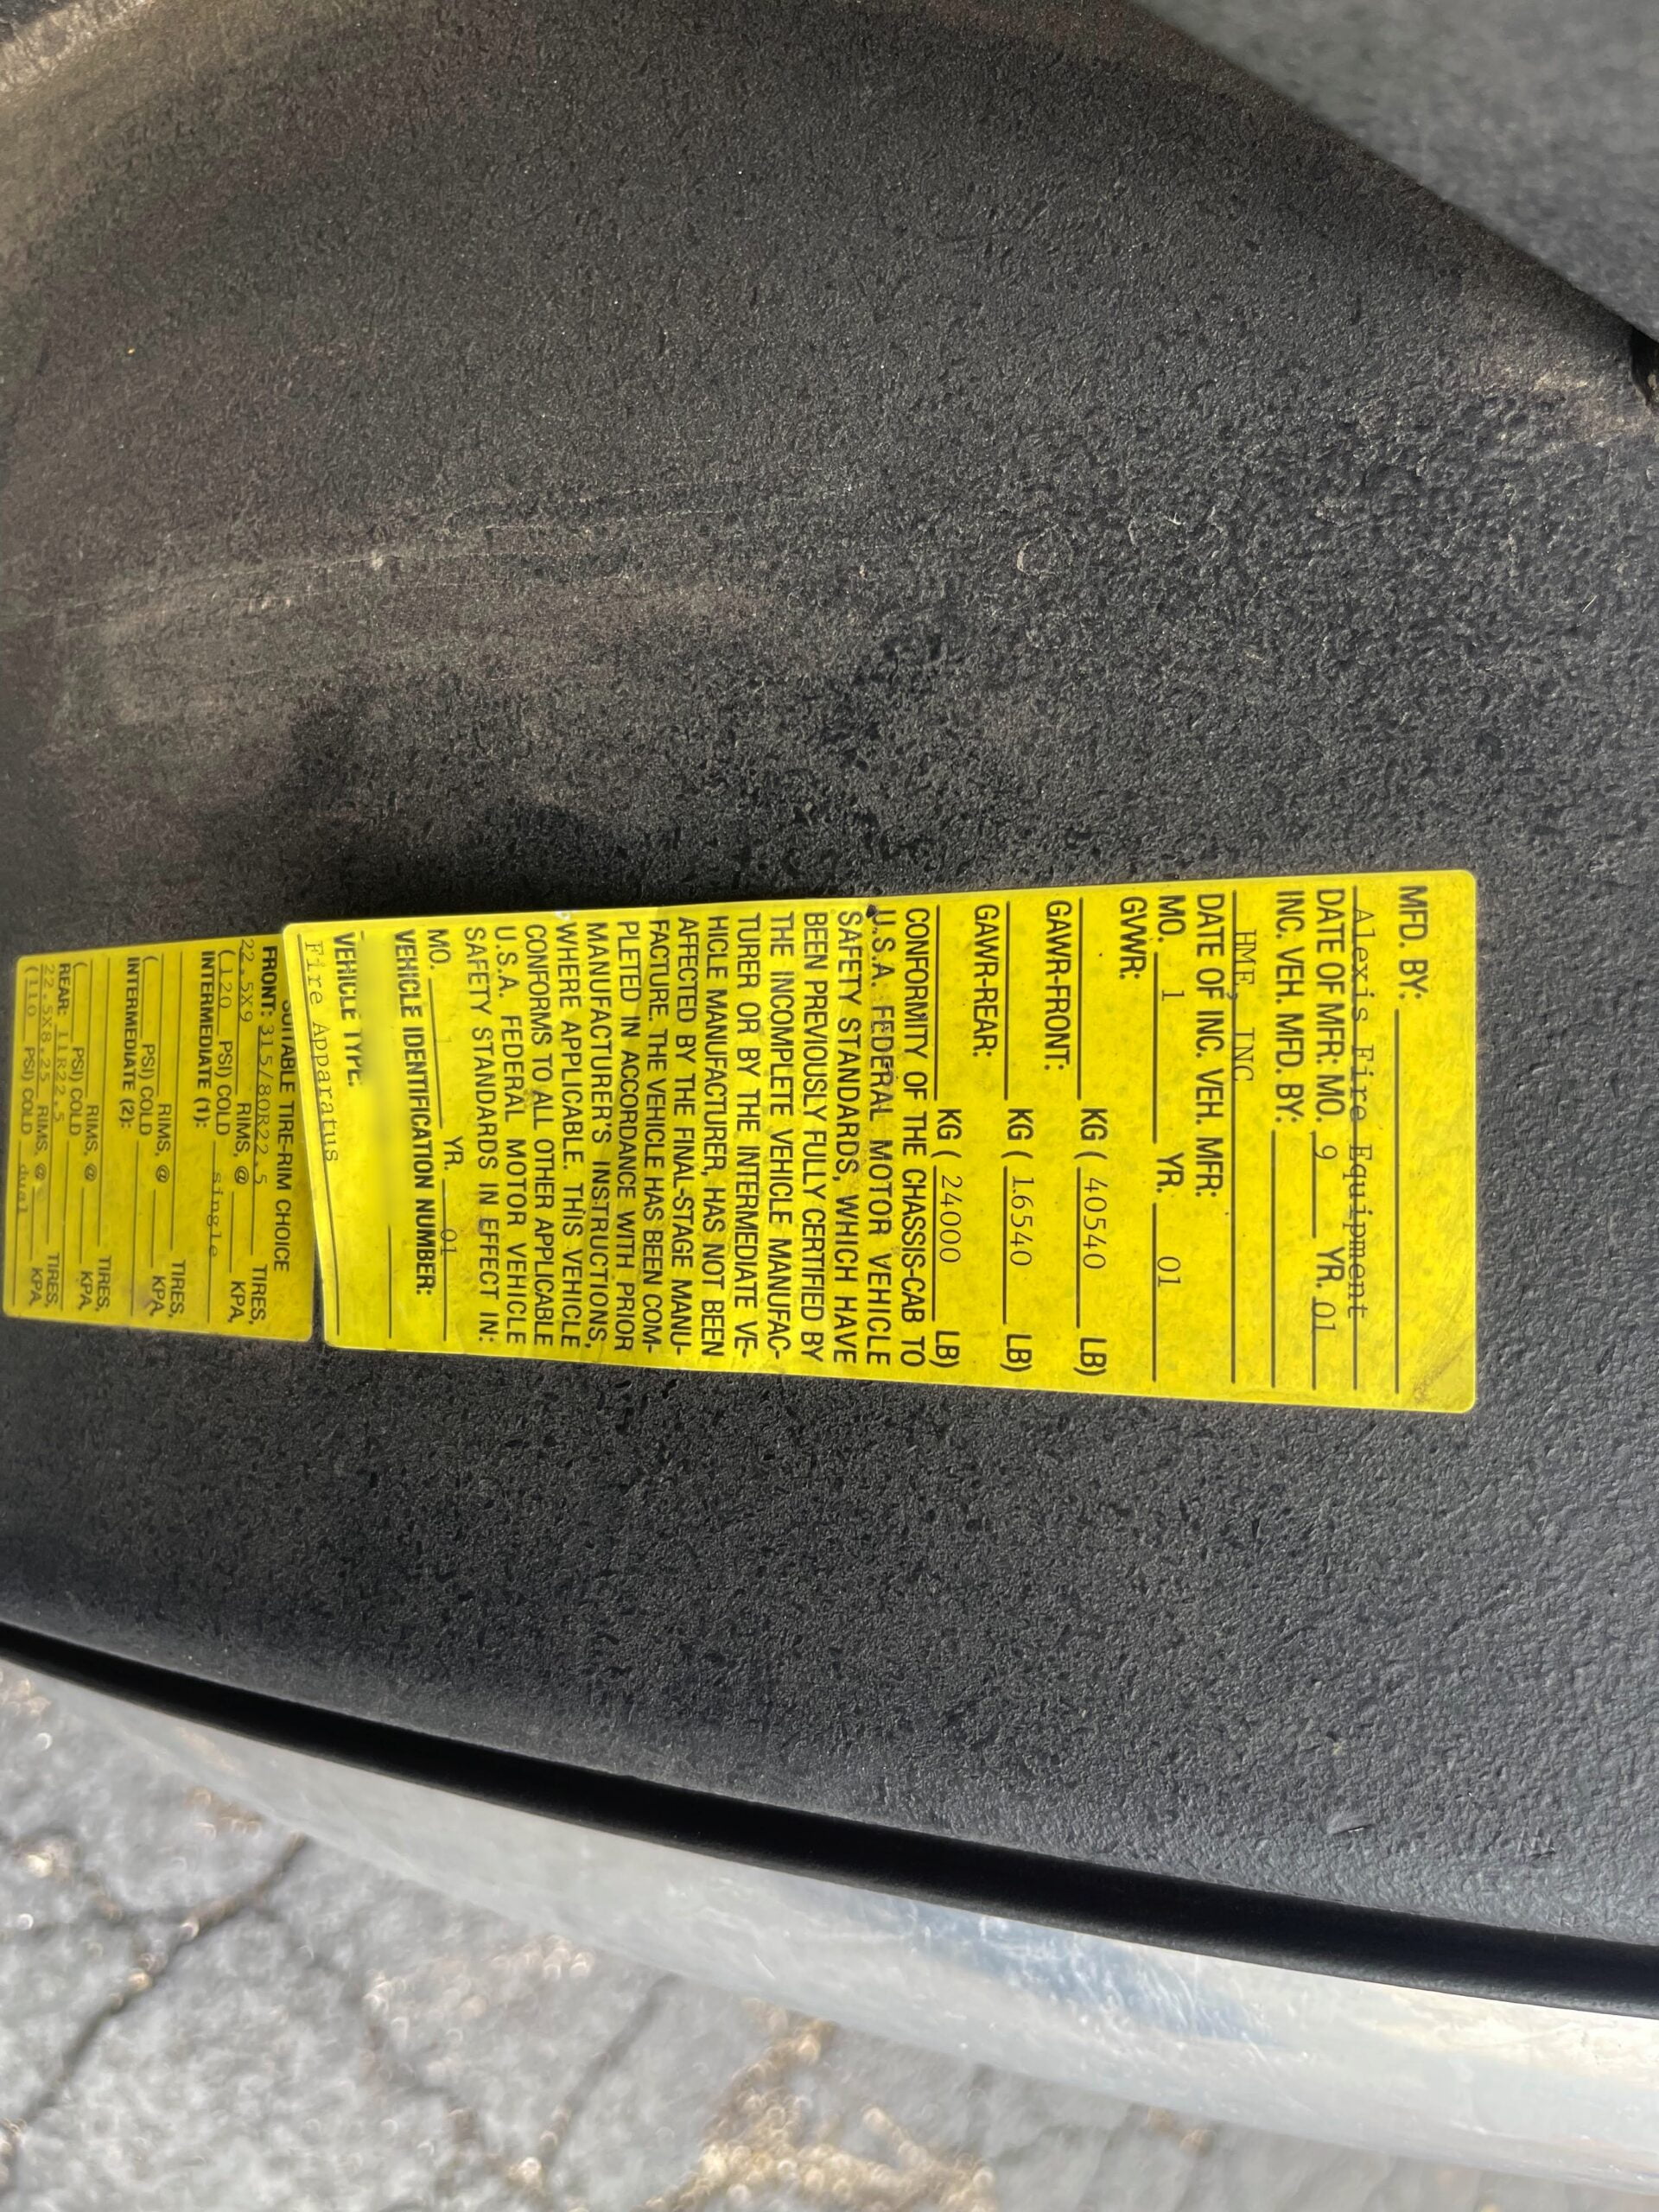 MFD. BY:
Alexis Fire Equipment
DATE OF MFR: MO. 9 YR. 01
INC. VEH. MFD. BY:
HME, INC
DATE OF INC. VEH. MFR:
MO. 1 YR. 01
GVWR:
KG ( 40540 LB)
GAWR-FRONT:
KG ( 16540 LB)
GAWR-REAR:
KG ( 24000 LB)
CONFORMITY OF THE CHASSIS-CAB TO
U.S.A. FEDERAL MOTOR VEHICLE
SAFETY STANDARDS, WHICH HAVE
BEEN PREVIOUSLY FULLY CERTIFIED BY
THE INCOMPLETE VEHICLE MANUFAC-
TURER OR BY THE INTERMEDIATE VE-
HICLE MANUFACTURER, HAS NOT BEEN
AFFECTED BY THE FINAL-STAGE MANU-
FACTURE. THE VEHICLE HAS BEEN COM-
PLETED IN ACCORDANCE WITH PRIOR
MANUFACTURER'S INSTRUCTIONS,
WHERE APPLICABLE. THIS VEHICLE
CONFORMS TO ALL OTHER APPLICABLE
U.S.A. FEDERAL MOTOR VEHICLE
SAFETY STANDARDS IN EFFECT IN:
MO. 1 YR. 01
VEHICLE IDENTIFICATION NUMBER:
VEHICLE TYPE:
Fire Apparatus
SUITABLE TIRE-RIM CHOICE
FRONT: 315/80R22.5 TIRES,
22.5X9 RIMS, @ KPA,
( 120 PSI) COLD single
INTERMEDIATE (1): TIRES,
RIMS, @ KPA,
( PSI) COLD
INTERMEDIATE (2): TIRES,
RIMS, @ KPA,
( PSI) COLD
REAR: 11R22.5 TIRES,
22.5X8.25 RIMS, @ KPA,
( 110 PSI) COLD dual